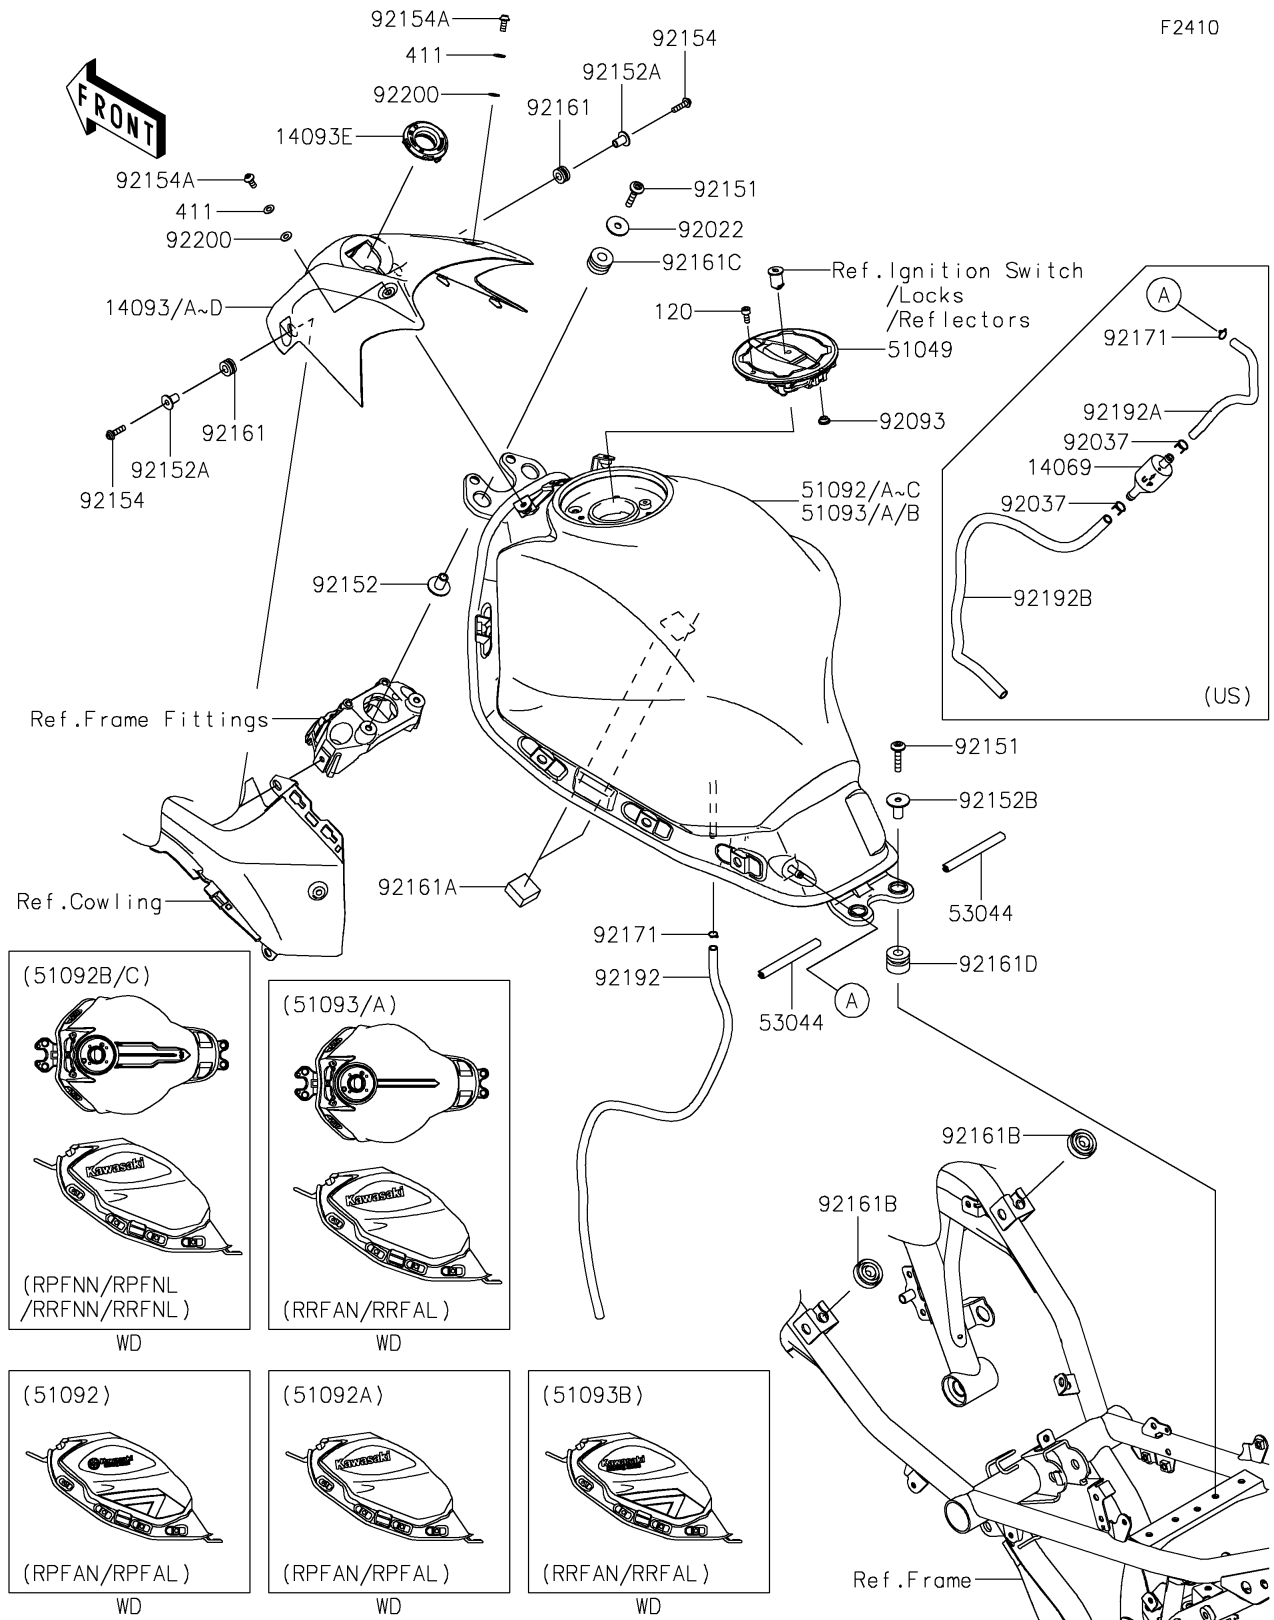 F2410
FRONT
92154A
411
92200
14093E
92154
92152A
92161
92154A
411
92200
92151
92022
92161C
14093/A~D
Ref.Ignition Switch
/Locks
/Reflectors
120
51049
92093
92161
92152A
92154
51092/A~C
51093/A/B
92152
A
92171
92192A
92037
14069
92037
92192B
(US)
Ref.Frame Fittings
92151
92152B
Ref.Cowling
92161A
53044
92171
92192
53044
A
92161D
(51092B/C)
Kawasaki
(RPFNN/RPFNL
/RRFNN/RRFNL)
WD
(51093/A)
Kawasaki
(RRFAN/RRFAL)
WD
92161B
92161B
(51092)
(RPFAN/RPFAL)
WD
(51092A)
Kawasaki
(RPFAN/RPFAL)
WD
(51093B)
Kawasaki
(RRFAN/RRFAL)
WD
Ref.Frame